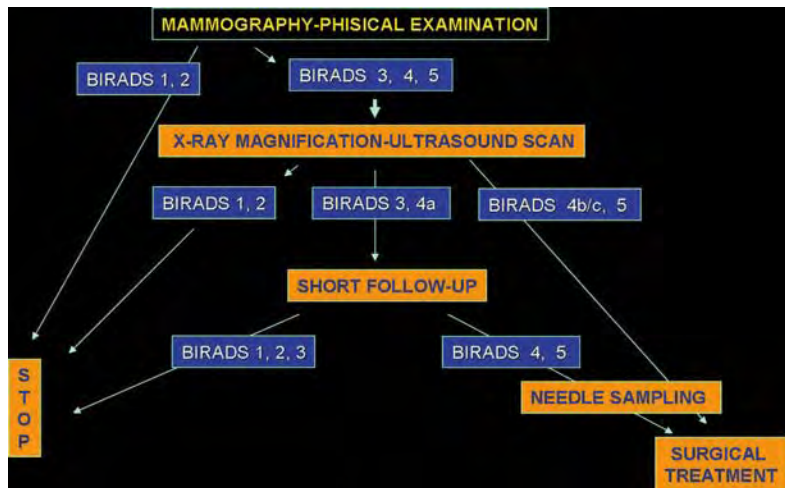 MAMMOGRAPHY-PHISICAL EXAMINATION
BIRADS 1, 2
BIRADS 3, 4, 5
X-RAY MAGNIFICATION-ULTRASOUND SCAN
BIRADS 1, 2
BIRADS 3, 4a
BIRADS 4b/c, 5
SHORT FOLLOW-UP
BIRADS 1, 2, 3
BIRADS 4, 5
STOP
NEEDLE SAMPLING
SURGICAL
TREATMENT